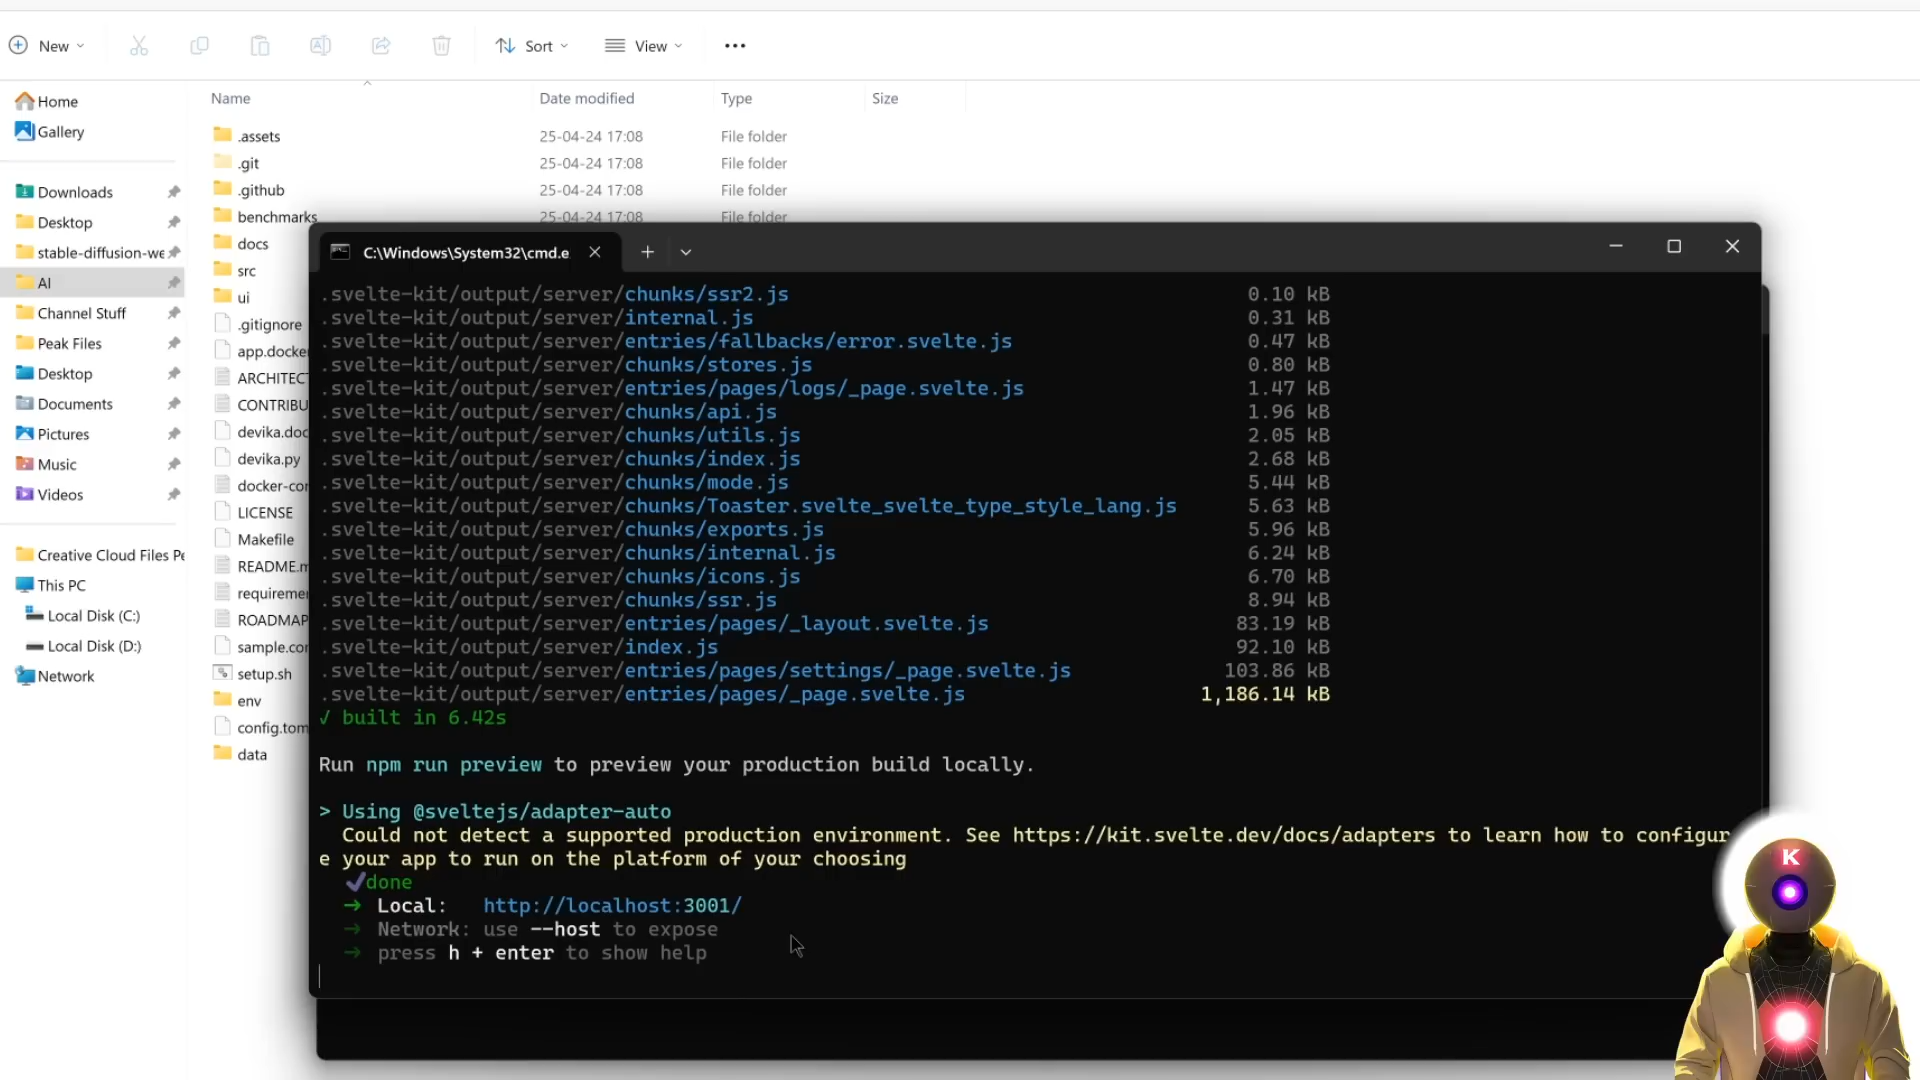 New
Sort
View
Name
Date modified
Type
Size
Home
Gallery
Downloads
Desktop
stable-diffusion-we
AI
Channel Stuff
Peak Files
Desktop
Documents
Pictures
Music
Videos
Creative Cloud Files Pe
This PC
Local Disk (C:)
Local Disk (D:)
Network
.assets 25-04-24 17:08 File folder
.git 25-04-24 17:08 File folder
.github 25-04-24 17:08 File folder
benchmarks 25-04-24 17:08 File folder
docs
src
ui
.gitignore
app.docker
ARCHITECT
CONTRIBU
devika.doc
devika.py
docker-con
LICENSE
Makefile
README.m
requiremen
ROADMAP
sample.con
setup.sh
env
config.tom
data
C:\Windows\System32\cmd.e
.svelte-kit/output/server/chunks/ssr2.js 0.10 kB
.svelte-kit/output/server/internal.js 0.31 kB
.svelte-kit/output/server/entries/fallbacks/error.svelte.js 0.47 kB
.svelte-kit/output/server/chunks/stores.js 0.80 kB
.svelte-kit/output/server/entries/pages/logs/_page.svelte.js 1.47 kB
.svelte-kit/output/server/chunks/api.js 1.96 kB
.svelte-kit/output/server/chunks/utils.js 2.05 kB
.svelte-kit/output/server/chunks/index.js 2.68 kB
.svelte-kit/output/server/chunks/mode.js 5.44 kB
.svelte-kit/output/server/chunks/Toaster.svelte_svelte_type_style_lang.js 5.63 kB
.svelte-kit/output/server/chunks/exports.js 5.96 kB
.svelte-kit/output/server/chunks/internal.js 6.24 kB
.svelte-kit/output/server/chunks/icons.js 6.70 kB
.svelte-kit/output/server/chunks/ssr.js 8.94 kB
.svelte-kit/output/server/entries/pages/_layout.svelte.js 83.19 kB
.svelte-kit/output/server/index.js 92.10 kB
.svelte-kit/output/server/entries/pages/settings/_page.svelte.js 103.86 kB
.svelte-kit/output/server/entries/pages/_page.svelte.js 1,186.14 kB
√ built in 6.42s
Run npm run preview to preview your production build locally.
> Using @sveltejs/adapter-auto
Could not detect a supported production environment. See https://kit.svelte.dev/docs/adapters to learn how to configur
e your app to run on the platform of your choosing
✔done
→ Local: http://localhost:3001/
→ Network: use --host to expose
→ press h + enter to show help
K